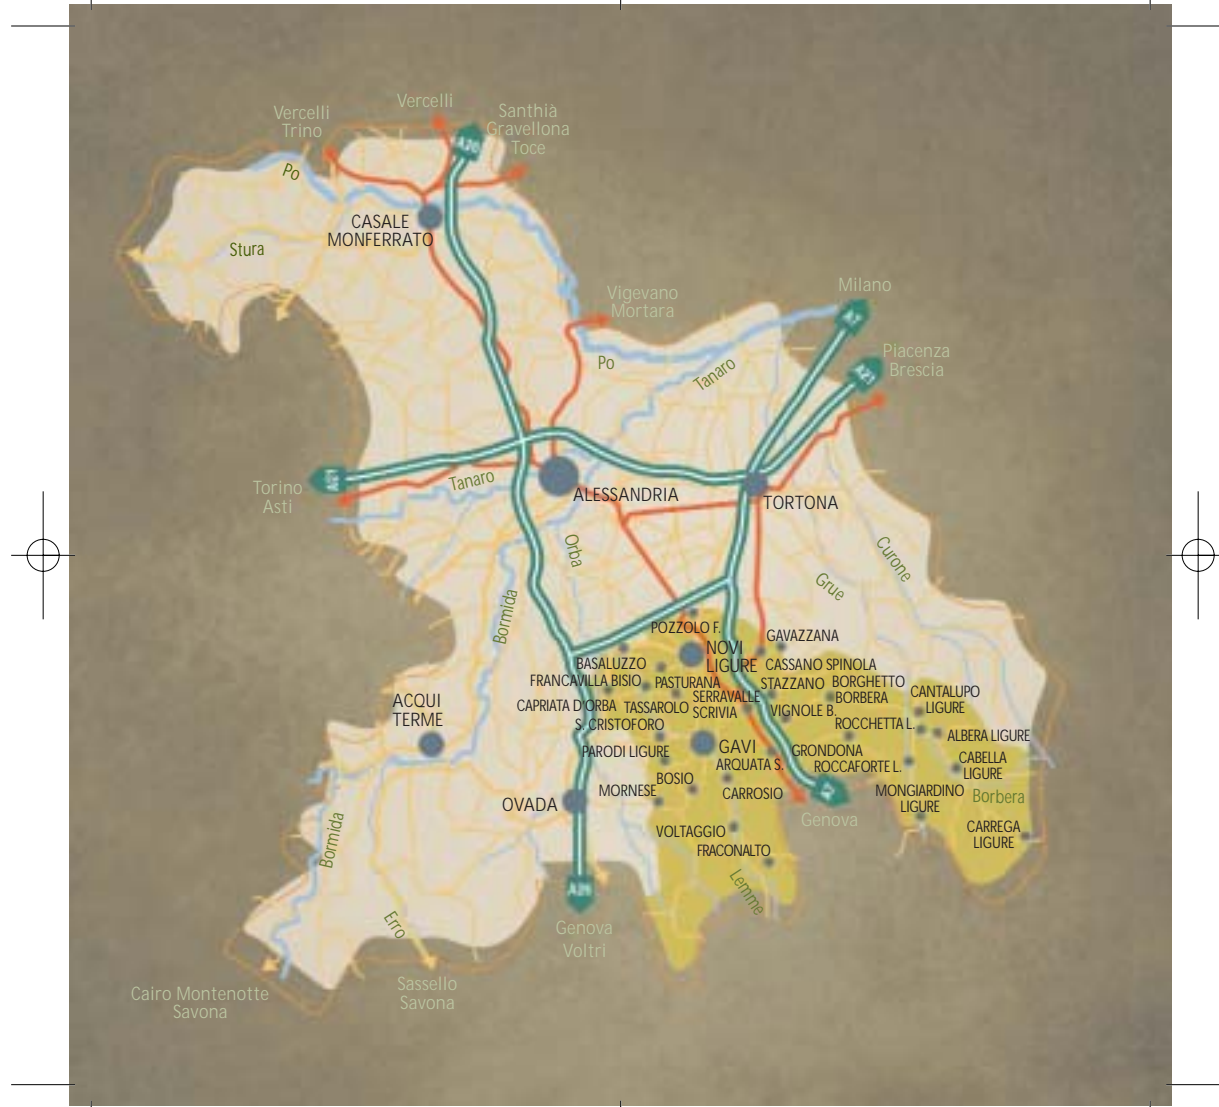 Vercelli
Vercelli
Trino
Santhià
Gravellona
Toce
A26
Po
CASALE
MONFERRATO
Stura
Vigevano
Mortara
Milano
A7
Piacenza
Brescia
A21
Po
Tanaro
Torino
Asti
A21
Tanaro
ALESSANDRIA
TORTONA
Orba
Curone
Grue
Bormida
POZZOLO F.
NOVI
LIGURE
GAVAZZANA
BASALUZZO
CASSANO SPINOLA
FRANCAVILLA BISIO
PASTURANA
STAZZANO
BORGHETTO
BORBERA
CAPRIATA D'ORBA
TASSAROLO
SERRAVALLE
SCRIVIA
VIGNOLE B.
CANTALUPO
LIGURE
S. CRISTOFORO
ROCCHETTA L.
ALBERA LIGURE
ACQUI
TERME
PARODI LIGURE
GAVI
ARQUATA S.
GRONDONA
ROCCAFORTE L.
CABELLA
LIGURE
BOSIO
MORNESE
CARROSIO
MONGIARDINO
LIGURE
Borbera
OVADA
A7
Genova
VOLTAGGIO
FRACONALTO
CARREGA
LIGURE
Bormida
Lemme
A26
Erro
Genova
Voltri
Sassello
Savona
Cairo Montenotte
Savona